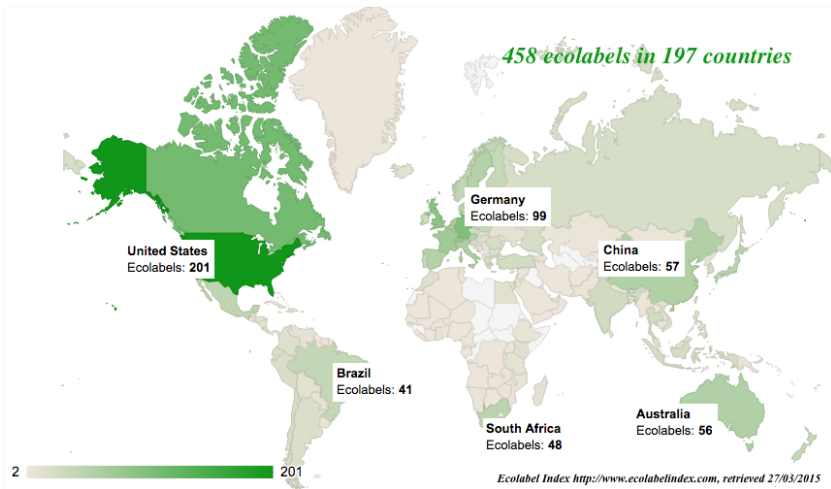 458 ecolabels in 197 countries
Germany
Ecolabels: 99
United States
Ecolabels: 201
China
Ecolabels: 57
Brazil
Ecolabels: 41
South Africa
Ecolabels: 48
Australia
Ecolabels: 56
2 201
Ecolabel Index http://www.ecolabelindex.com, retrieved 27/03/2015